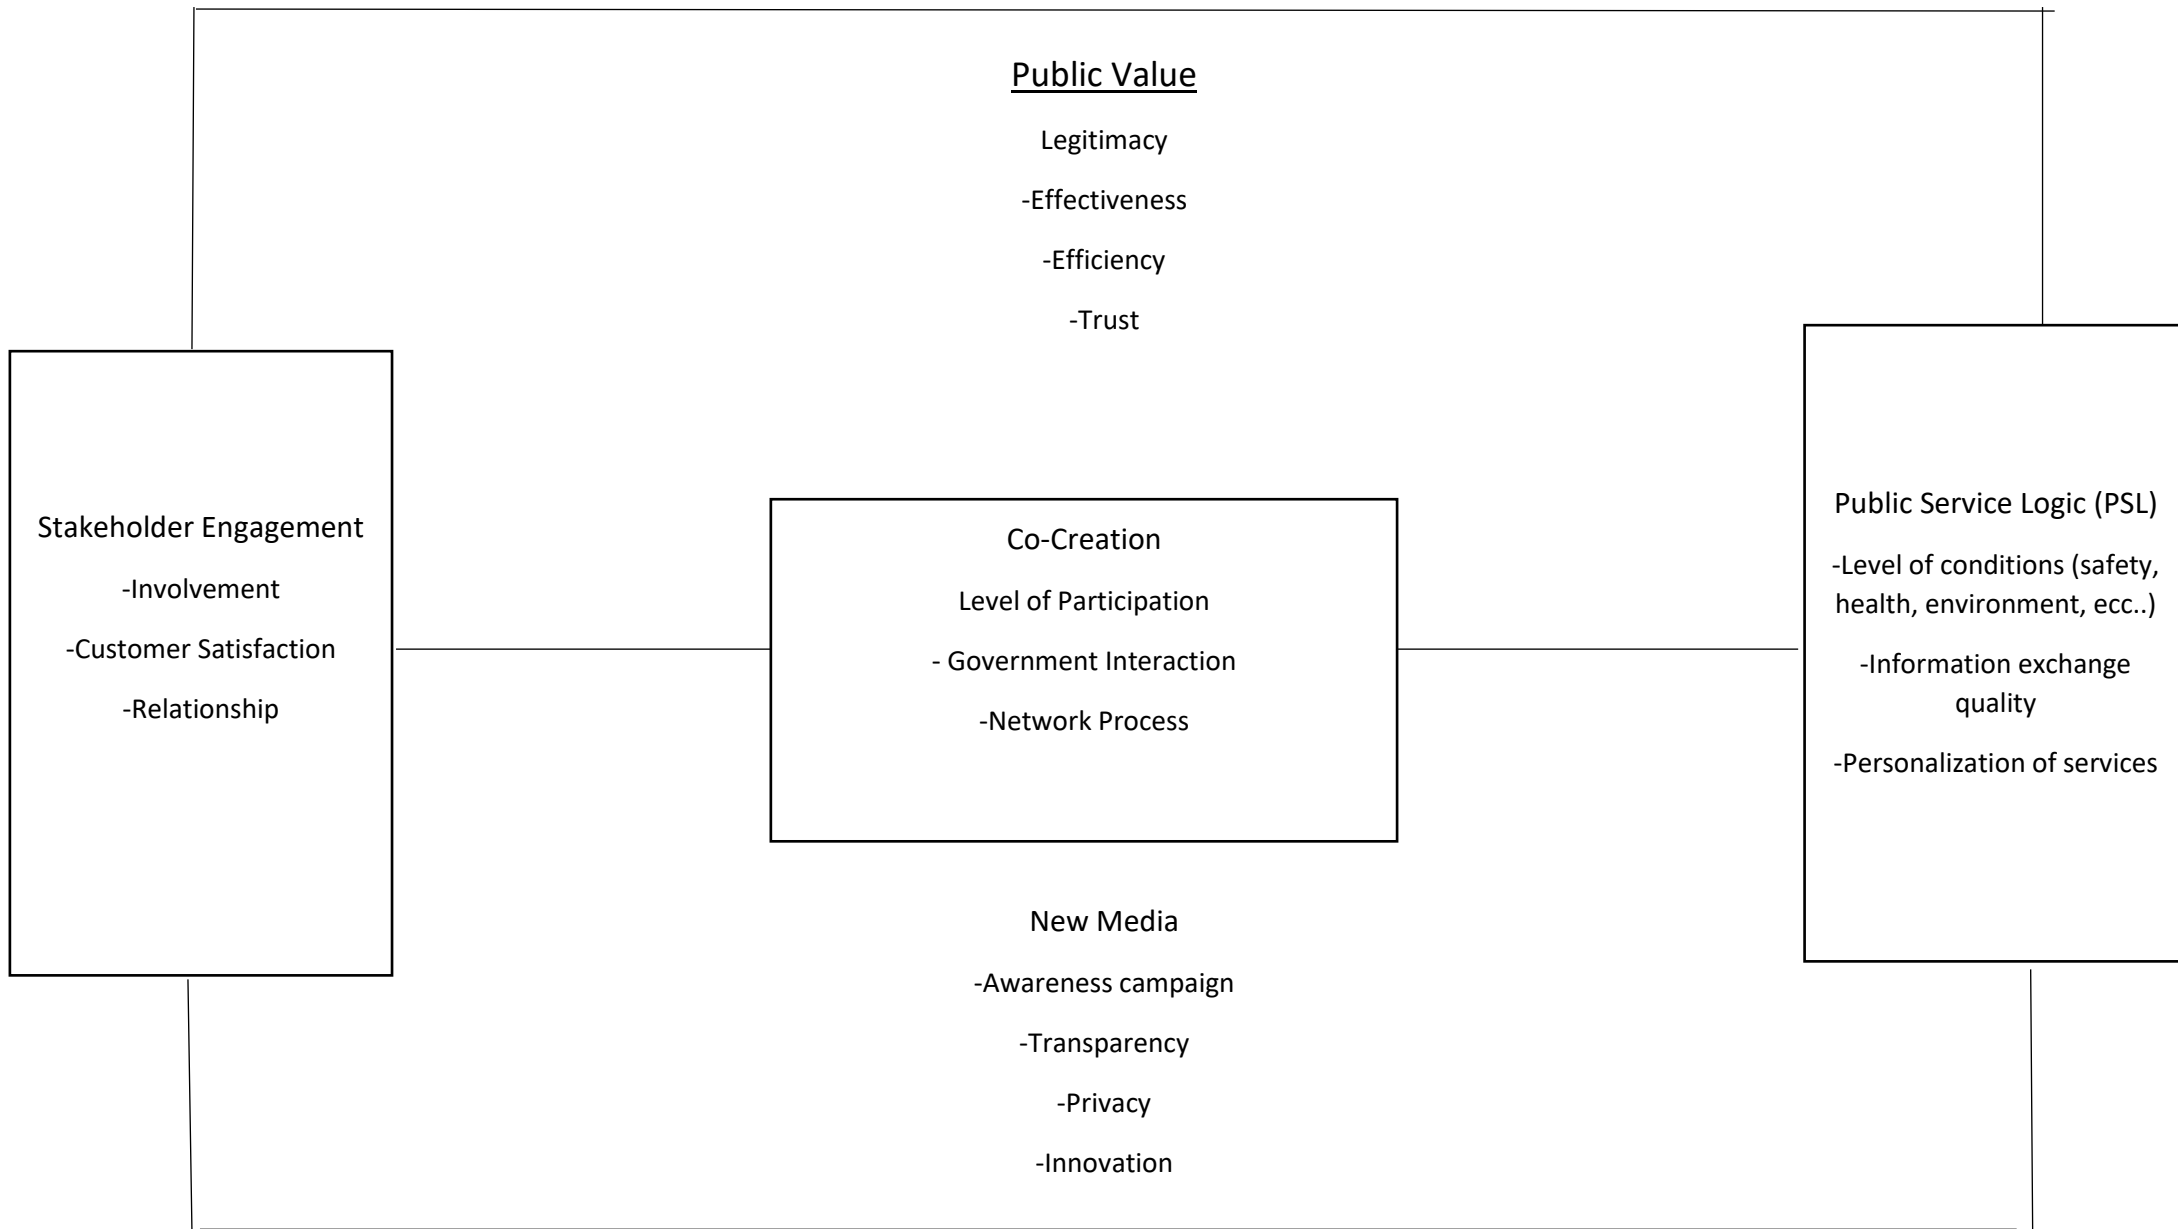 Public Value
Legitimacy
-Effectiveness
-Efficiency
-Trust
Stakeholder Engagement
-Involvement
-Customer Satisfaction
-Relationship
Co-Creation
Level of Participation
- Government Interaction
-Network Process
Public Service Logic (PSL)
-Level of conditions (safety,
health, environment, ecc..)
-Information exchange
quality
-Personalization of services
New Media
-Awareness campaign
-Transparency
-Privacy
-Innovation